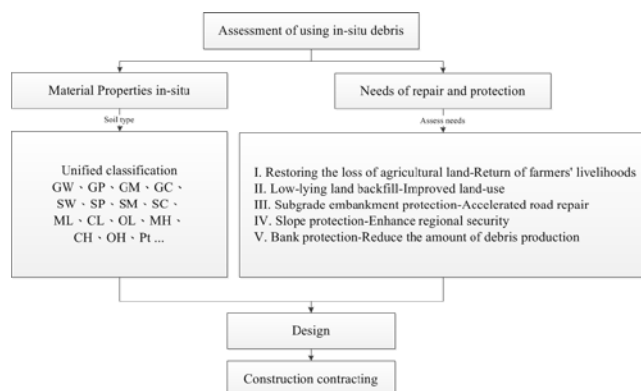 Assessment of using in-situ debris
Material Properties in-situ
Needs of repair and protection
Soil type
Assess needs
Unified classification
GW、GP、GM、GC、
SW、SP、SM、SC、
ML、CL、OL、MH、
CH、OH、Pt ...
I. Restoring the loss of agricultural land-Return of farmers' livelihoods
II. Low-lying land backfill-Improved land-use
III. Subgrade embankment protection-Accelerated road repair
IV. Slope protection-Enhance regional security
V. Bank protection-Reduce the amount of debris production
Design
Construction contracting